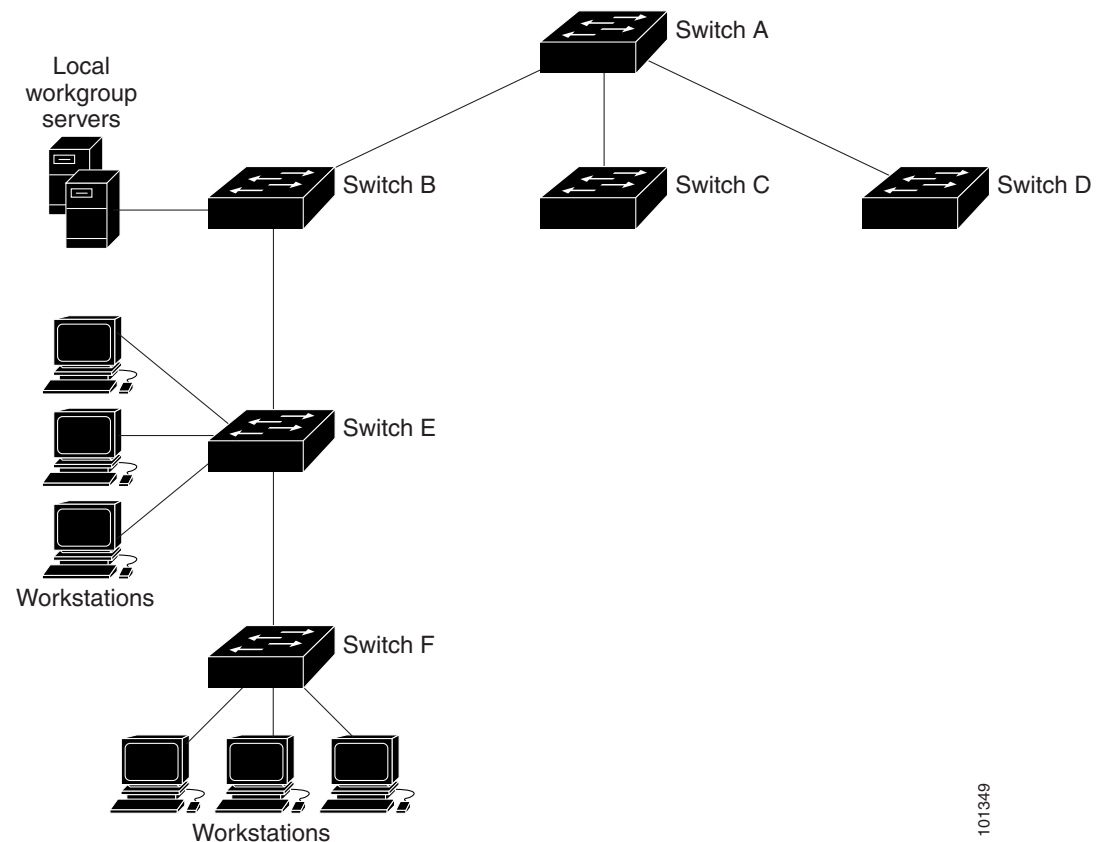 Switch A
Local
workgroup
servers
Switch B
Switch C
Switch D
Switch E
Workstations
Switch F
Workstations
101349